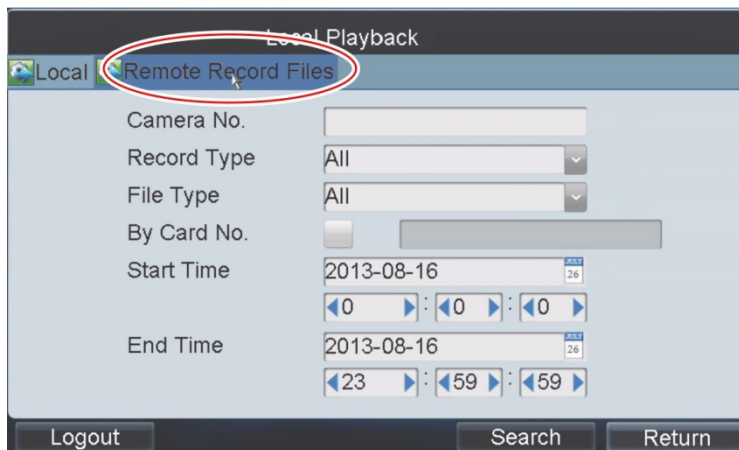 Local Playback
Local Remote Record Files
Camera No.
Record Type All
File Type All
By Card No.
Start Time 2013-08-16 JULY 26
0 : 0 : 0
End Time 2013-08-16 JULY 26
23 : 59 : 59
Logout Search Return